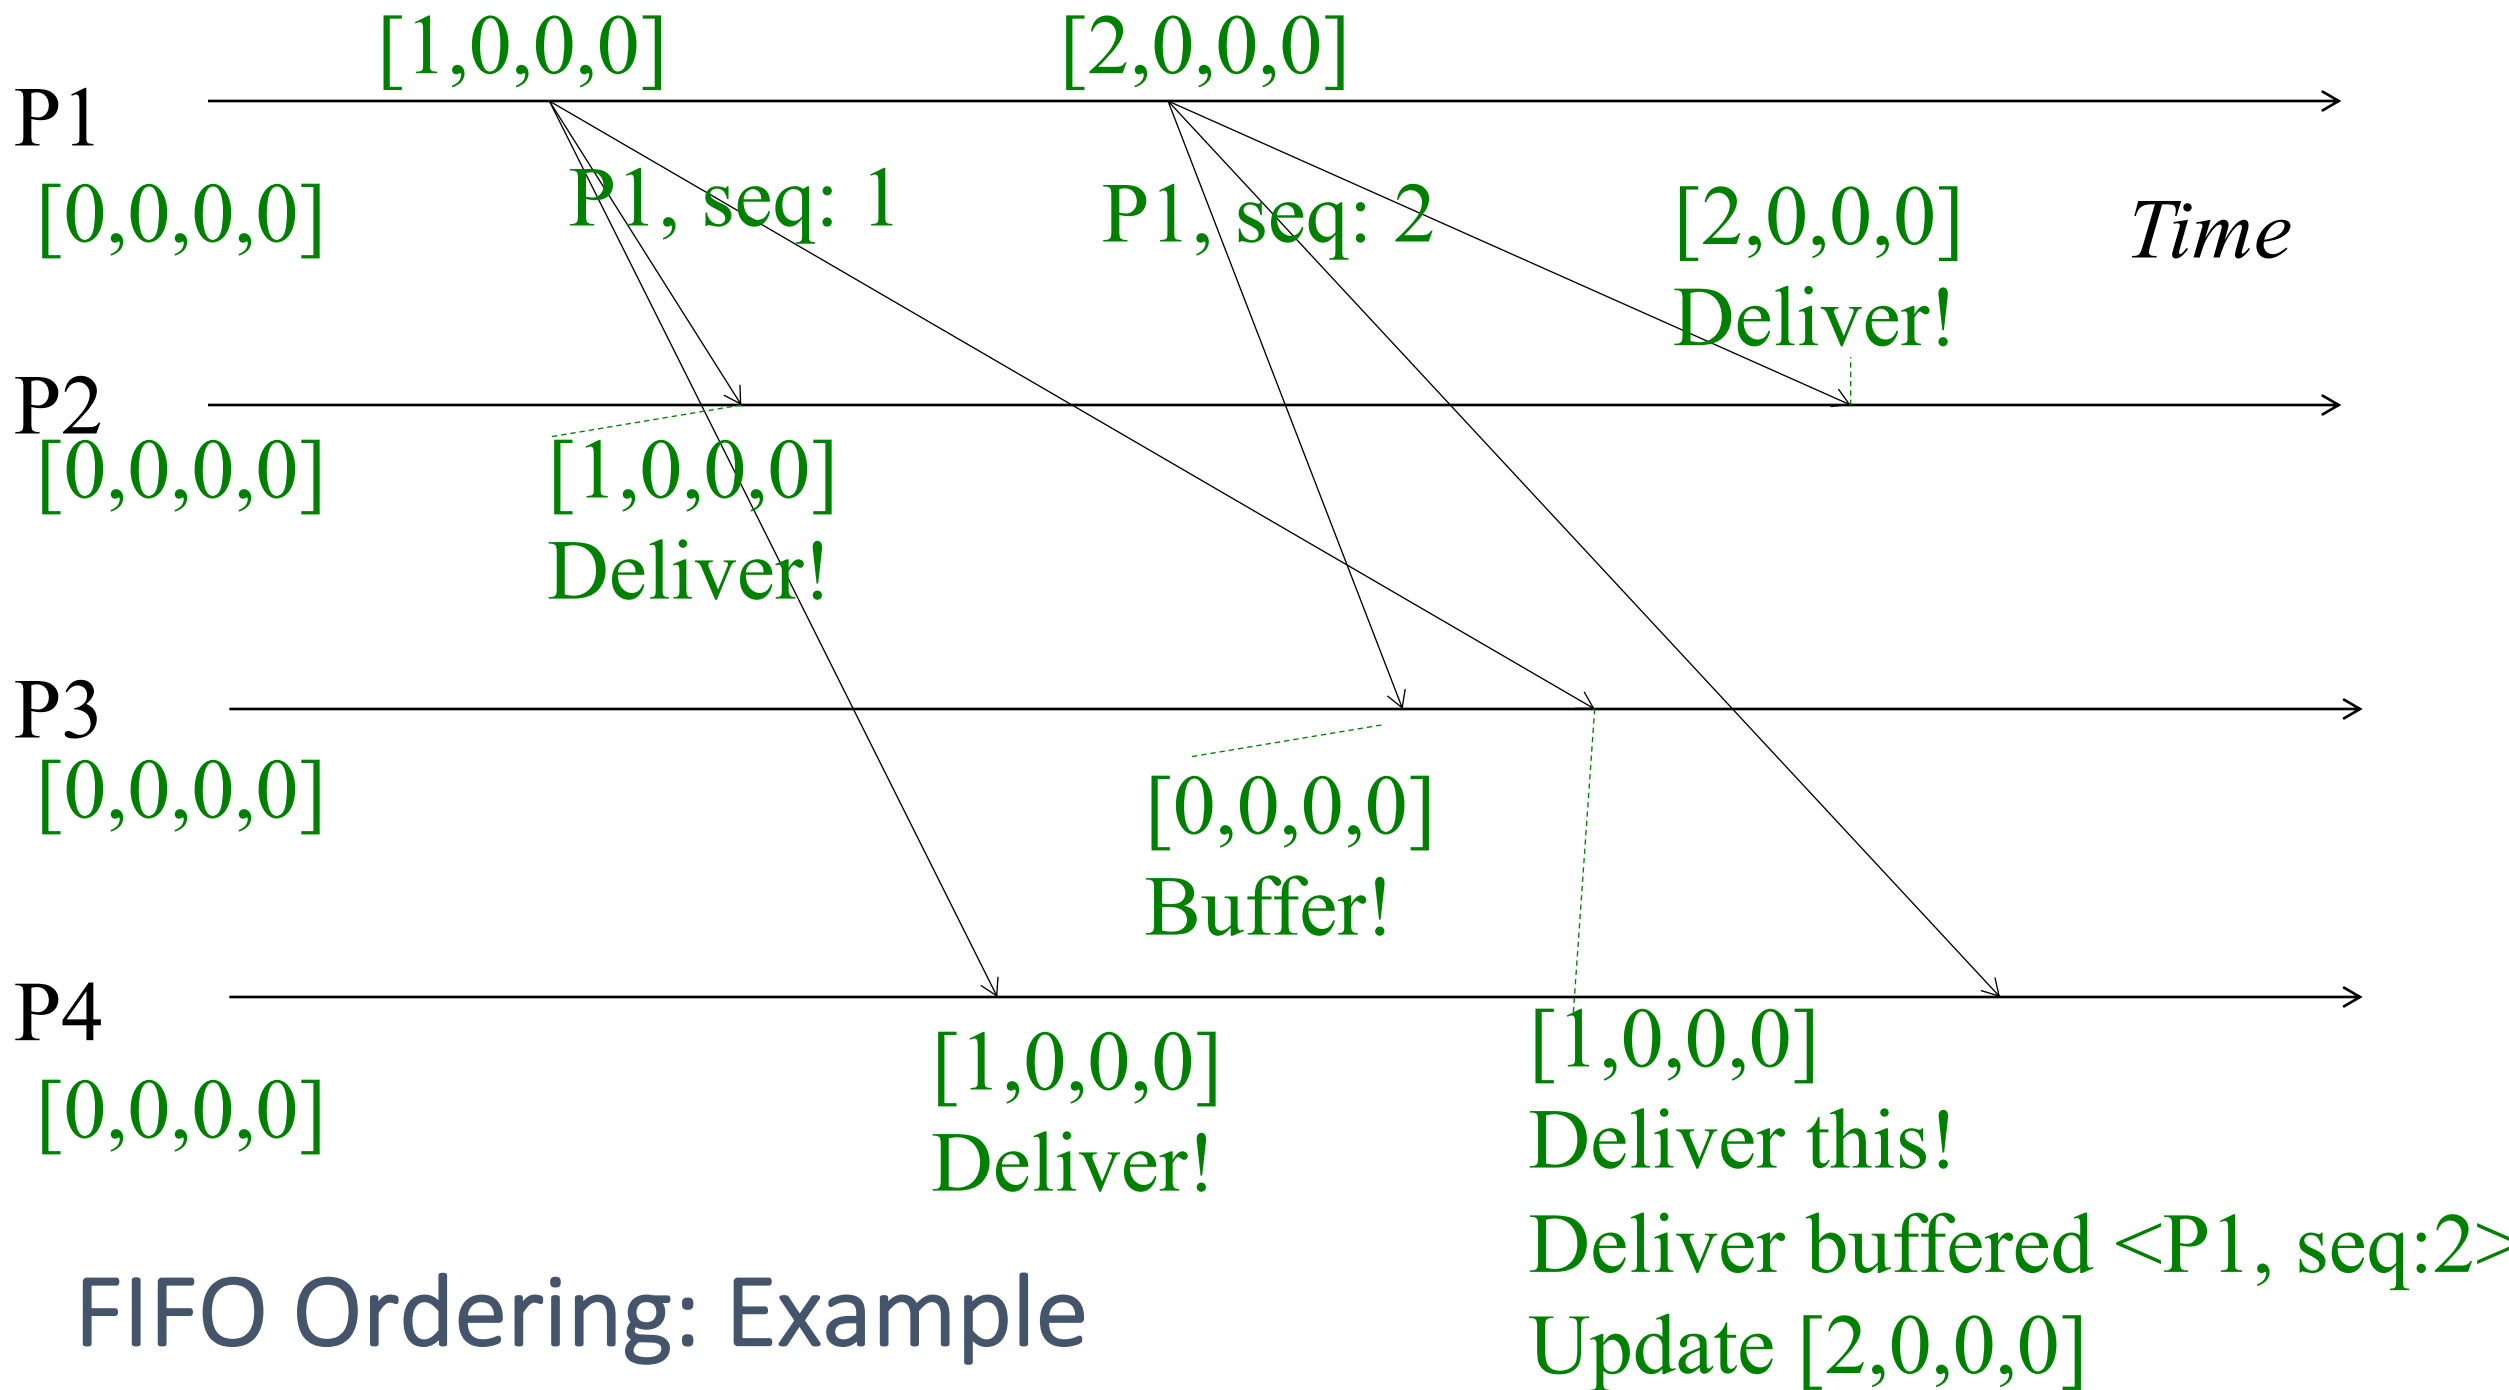 [1,0,0,0]
[2,0,0,0]
P1
[0,0,0,0]
P1, seq: 1
P1, seq: 2
[2,0,0,0]
Deliver!
Time
P2
[0,0,0,0]
[1,0,0,0]
Deliver!
P3
[0,0,0,0]
[0,0,0,0]
Buffer!
P4
[0,0,0,0]
[1,0,0,0]
Deliver!
[1,0,0,0]
Deliver this!
Deliver buffered <P1, seq:2>
Update [2,0,0,0]
FIFO Ordering: Example